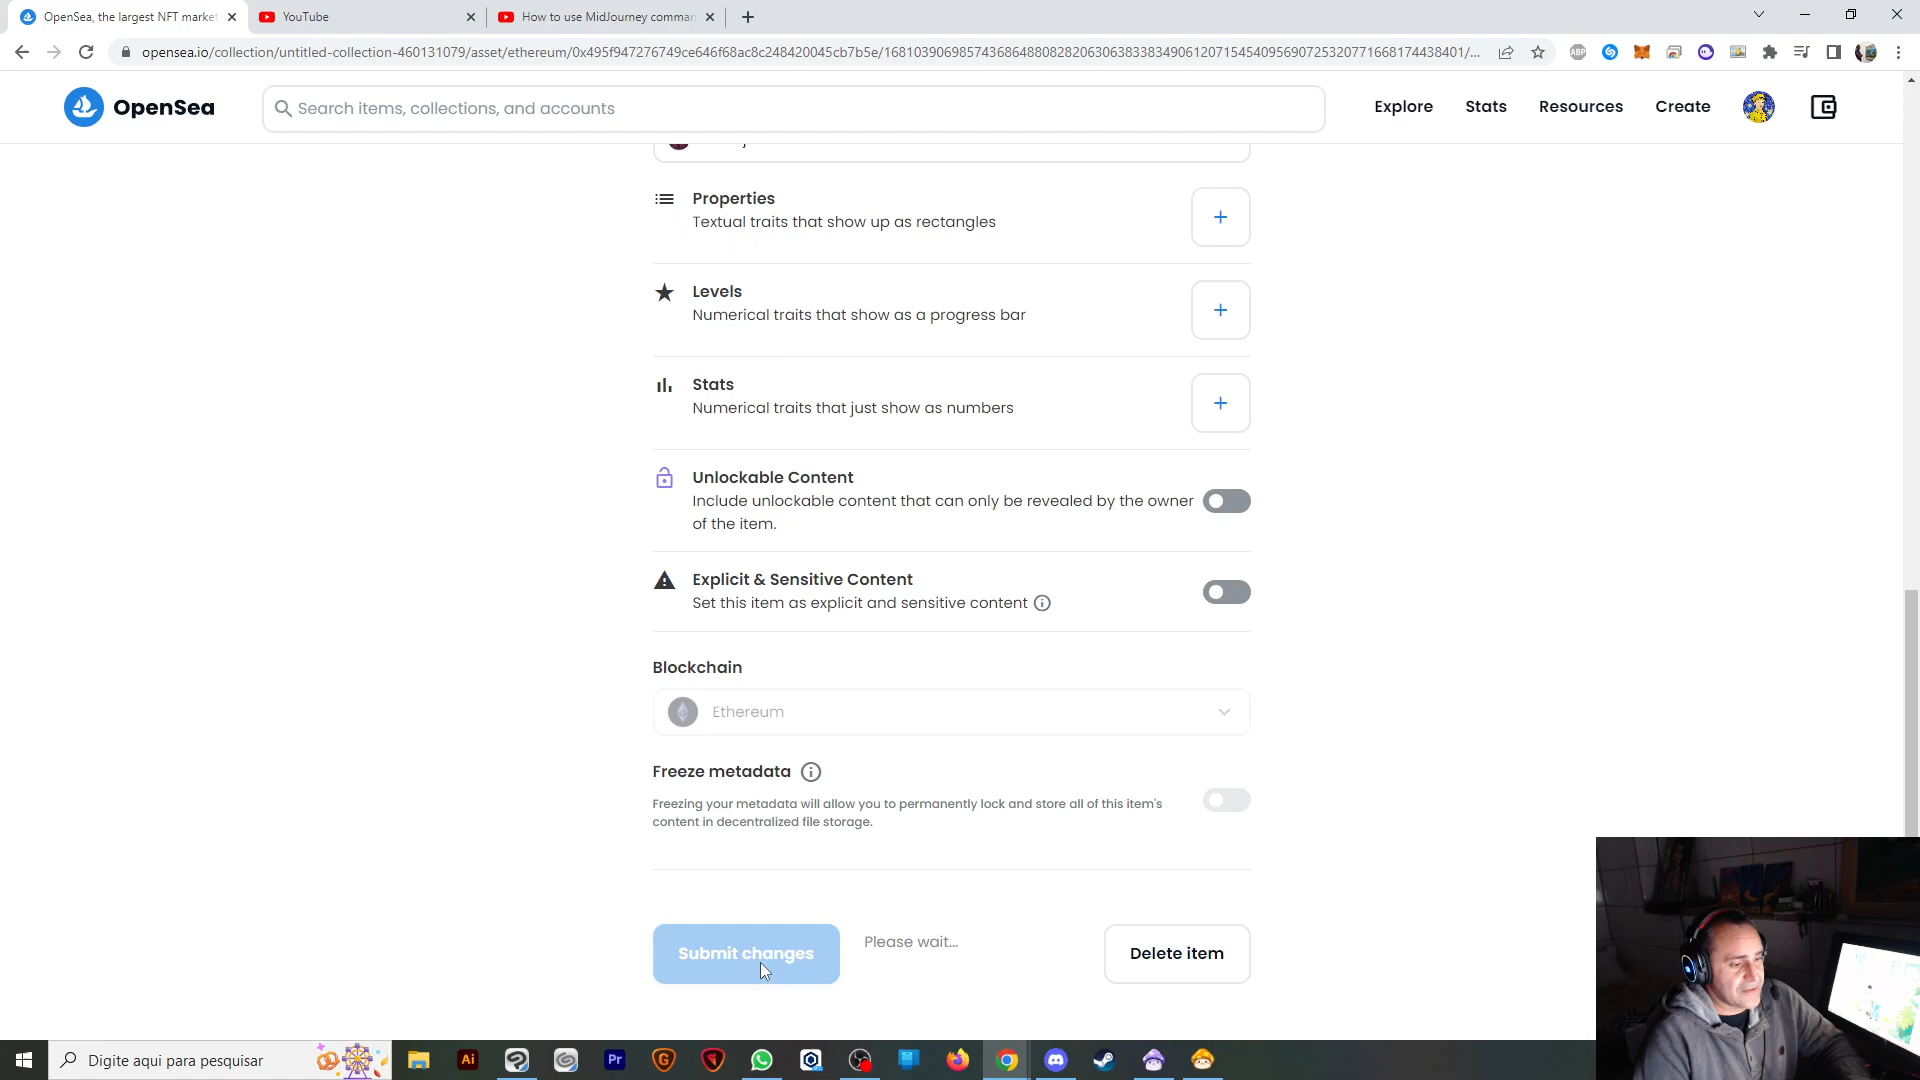 OpenSea, the largest NFT market
YouTube
How to use MidJourney comman
opensea.io/collection/untitled-collection-460131079/asset/ethereum/0x495f947276749ce646f68ac8c248420045cb7b5e/16810390698574368648808282063063833834906120715454095690725320771668174438401/...
ABP
OpenSea
Search items, collections, and accounts
Explore
Stats
Resources
Create
Properties
Textual traits that show up as rectangles
Levels
Numerical traits that show as a progress bar
Stats
Numerical traits that just show as numbers
Unlockable Content
Include unlockable content that can only be revealed by the owner
of the item.
Explicit & Sensitive Content
Set this item as explicit and sensitive content
Blockchain
Ethereum
Freeze metadata
Freezing your metadata will allow you to permanently lock and store all of this item's
content in decentralized file storage.
Submit changes
Please wait...
Delete item
Digite aqui para pesquisar
Ai
Pr